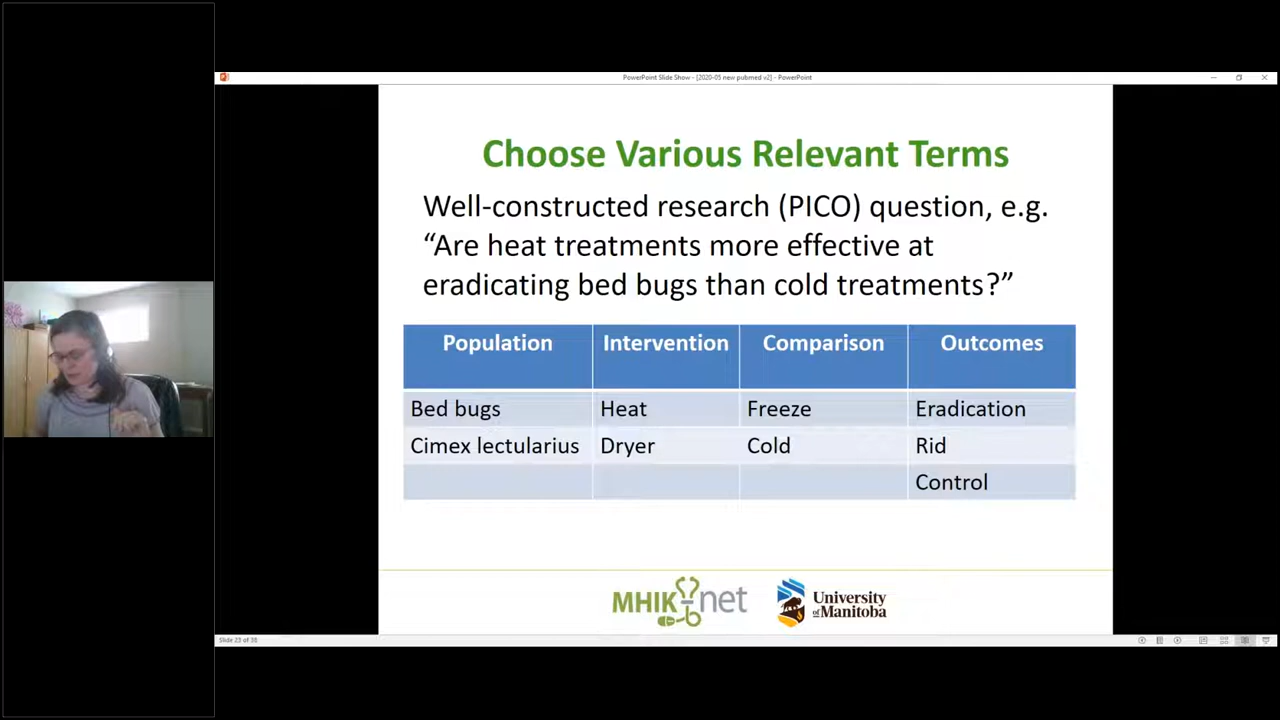 PowerPoint Slide Show - [2020-05 new pubmed v2] - PowerPoint
Choose Various Relevant Terms
Well-constructed research (PICO) question, e.g.
“Are heat treatments more effective at
eradicating bed bugs than cold treatments?”
Population Intervention Comparison Outcomes
Bed bugs Heat Freeze Eradication
Cimex lectularius Dryer Cold Rid
Control
MHIK-net
University
of Manitoba
Slide 23 of 36